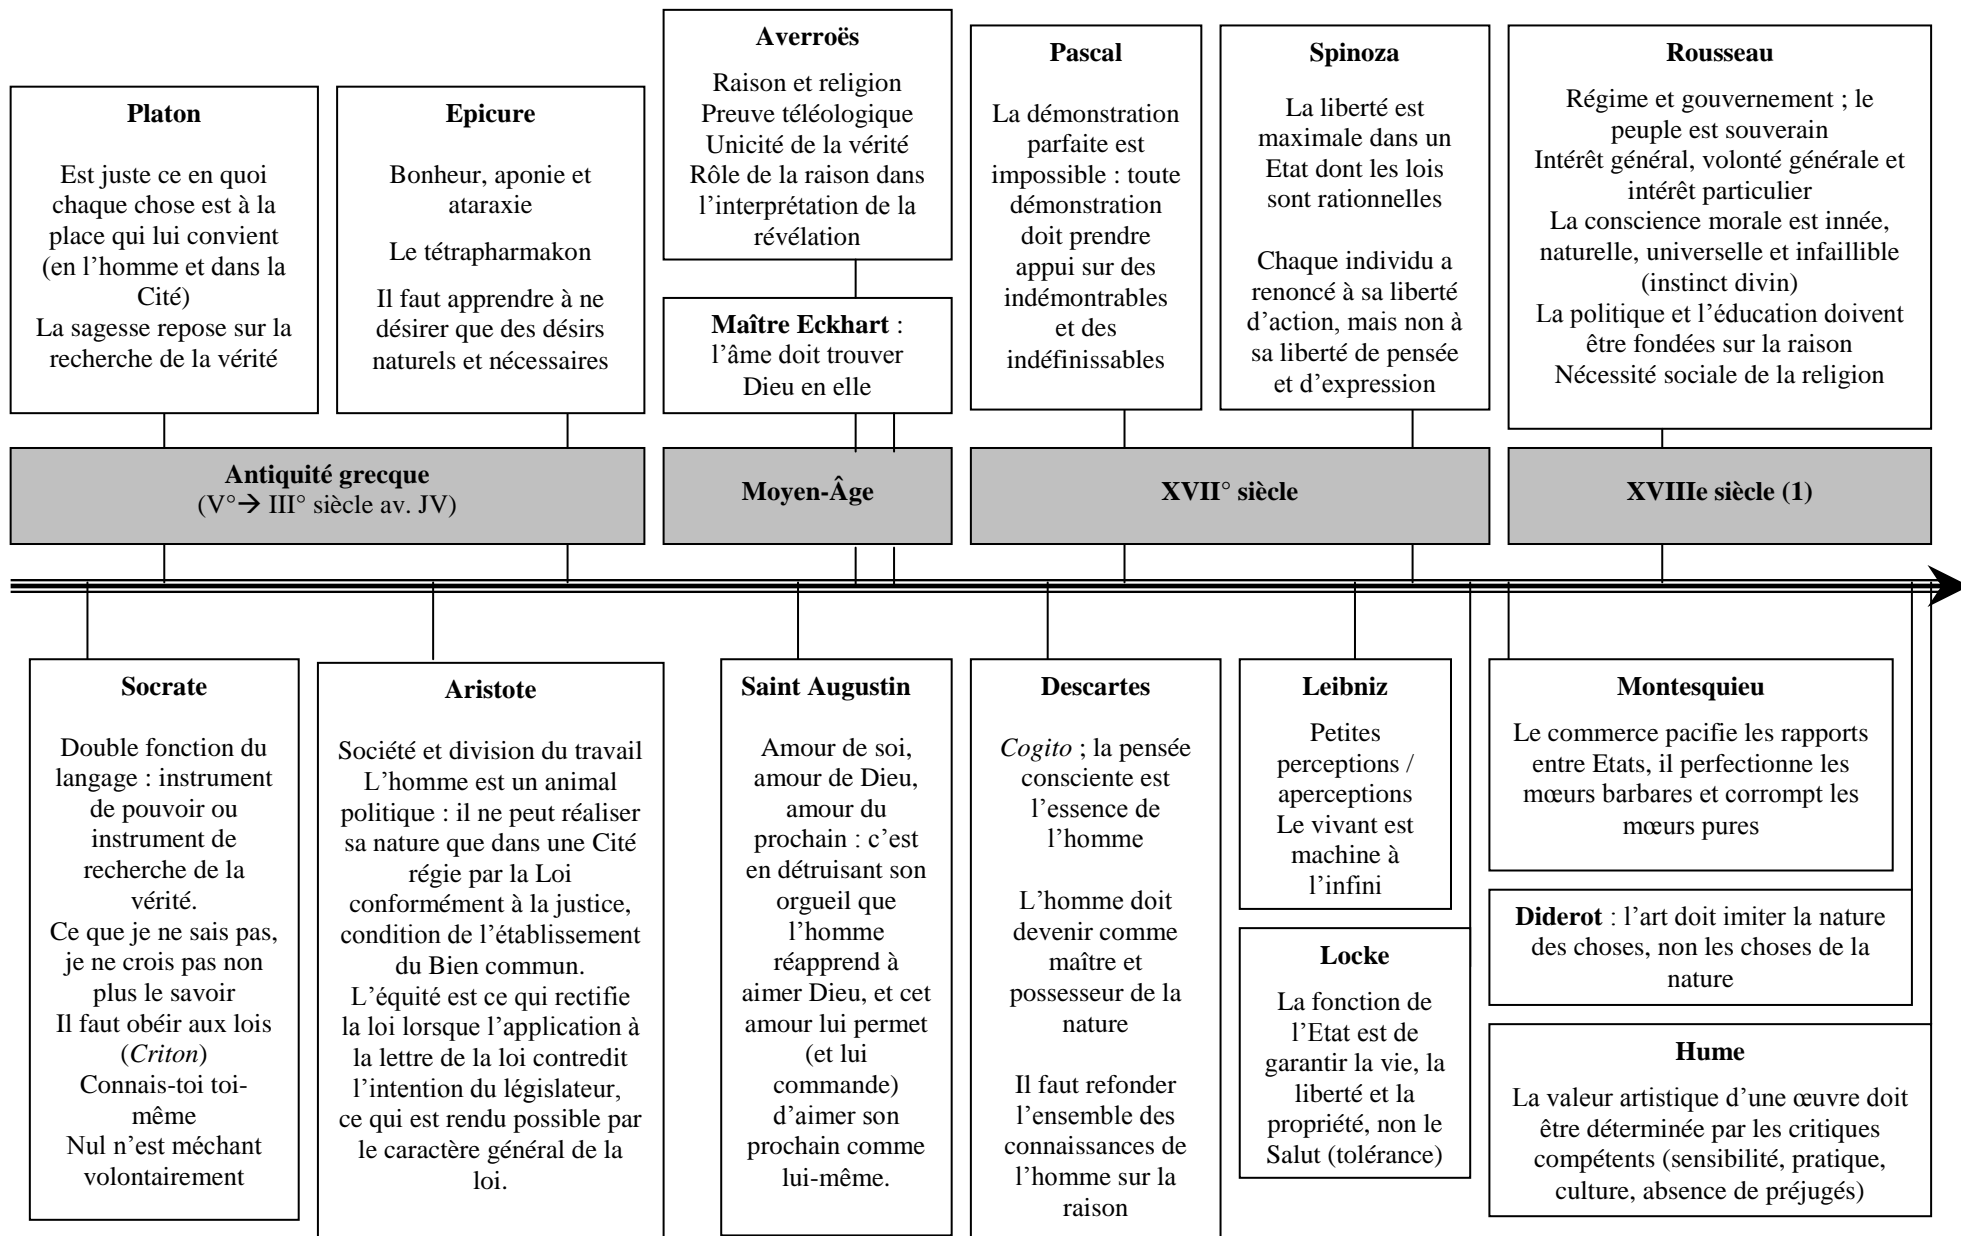 Platon
Est juste ce en quoi
chaque chose est à la
place qui lui convient
(en l’homme et dans la
Cité)
La sagesse repose sur la
recherche de la vérité
Epicure
Bonheur, aponie et
ataraxie
Le tétrapharmakon
Il faut apprendre à ne
désirer que des désirs
naturels et nécessaires
Averroës
Raison et religion
Preuve téléologique
Unicité de la vérité
Rôle de la raison dans
l’interprétation de la
révélation
Maître Eckhart :
l’âme doit trouver
Dieu en elle
Pascal
La démonstration
parfaite est
impossible : toute
démonstration
doit prendre
appui sur des
indémontrables
et des
indéfinissables
Spinoza
La liberté est
maximale dans un
Etat dont les lois
sont rationnelles
Chaque individu a
renoncé à sa liberté
d’action, mais non à
sa liberté de pensée
et d’expression
Rousseau
Régime et gouvernement ; le
peuple est souverain
Intérêt général, volonté générale et
intérêt particulier
La conscience morale est innée,
naturelle, universelle et infaillible
(instinct divin)
La politique et l’éducation doivent
être fondées sur la raison
Nécessité sociale de la religion
Antiquité grecque
(V°→ III° siècle av. JV)
Moyen-Âge
XVII° siècle
XVIIIe siècle (1)
Socrate
Double fonction du
langage : instrument
de pouvoir ou
instrument de
recherche de la
vérité.
Ce que je ne sais pas,
je ne crois pas non
plus le savoir
Il faut obéir aux lois
(Criton)
Connais-toi toi-
même
Nul n’est méchant
volontairement
Aristote
Société et division du travail
L’homme est un animal
politique : il ne peut réaliser
sa nature que dans une Cité
régie par la Loi
conformément à la justice,
condition de l’établissement
du Bien commun.
L’équité est ce qui rectifie
la loi lorsque l’application à
la lettre de la loi contredit
l’intention du législateur,
ce qui est rendu possible par
le caractère général de la
loi.
Saint Augustin
Amour de soi,
amour de Dieu,
amour du
prochain : c’est
en détruisant son
orgueil que
l’homme
réapprend à
aimer Dieu, et cet
amour lui permet
(et lui
commande)
d’aimer son
prochain comme
lui-même.
Descartes
Cogito ; la pensée
consciente est
l’essence de
l’homme
L’homme doit
devenir comme
maître et
possesseur de la
nature
Il faut refonder
l’ensemble des
connaissances de
l’homme sur la
raison
Leibniz
Petites
perceptions /
aperceptions
Le vivant est
machine à
l’infini
Locke
La fonction de
l’Etat est de
garantir la vie, la
liberté et la
propriété, non le
Salut (tolérance)
Montesquieu
Le commerce pacifie les rapports
entre Etats, il perfectionne les
mœurs barbares et corrompt les
mœurs pures
Diderot : l’art doit imiter la nature
des choses, non les choses de la
nature
Hume
La valeur artistique d’une œuvre doit
être déterminée par les critiques
compétents (sensibilité, pratique,
culture, absence de préjugés)